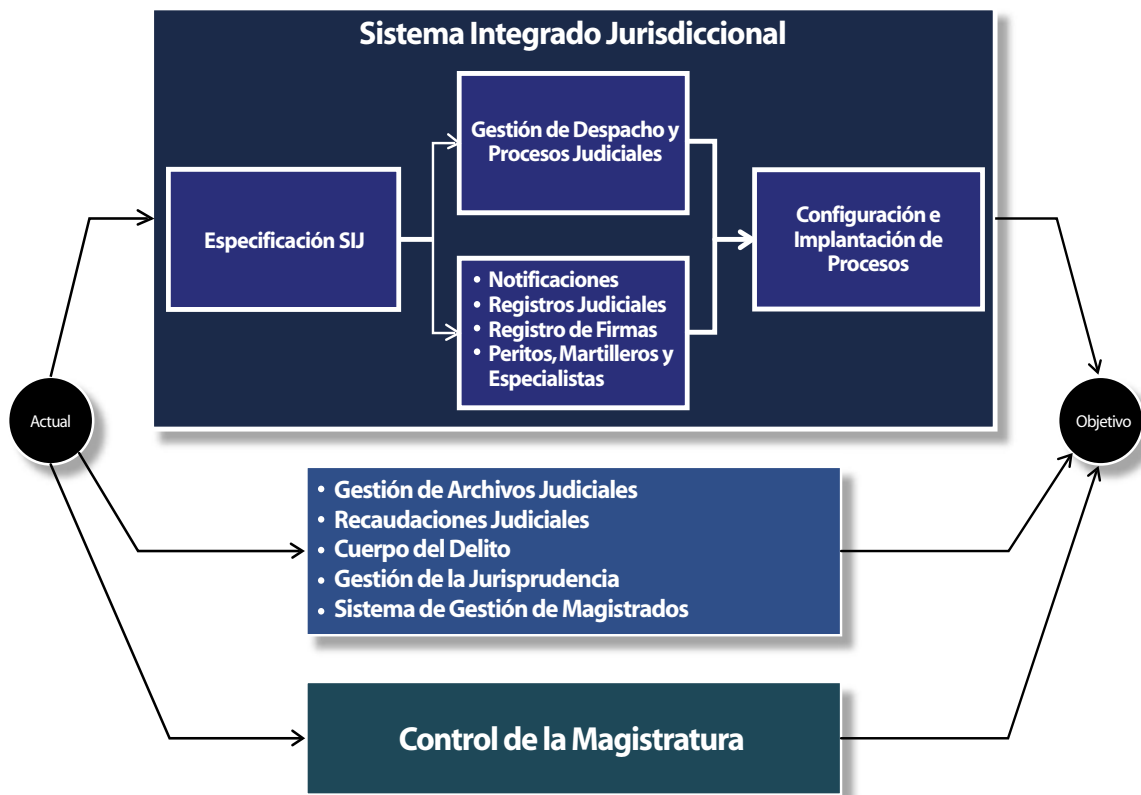 Sistema Integrado Jurisdiccional
Gestión de Despacho y
Procesos Judiciales
Especificación SIJ
• Notificaciones
• Registros Judiciales
• Registro de Firmas
• Peritos, Martilleros y
Especialistas
Configuración e
Implantación de
Procesos
Actual
Objetivo
• Gestión de Archivos Judiciales
• Recaudaciones Judiciales
• Cuerpo del Delito
• Gestión de la Jurisprudencia
• Sistema de Gestión de Magistrados
Control de la Magistratura